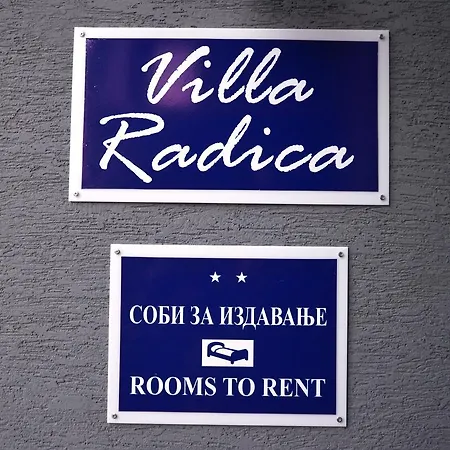 Villa
Radica
★ ★
СОБИ ЗА ИЗДАВАЊЕ
ROOMS TO RENT